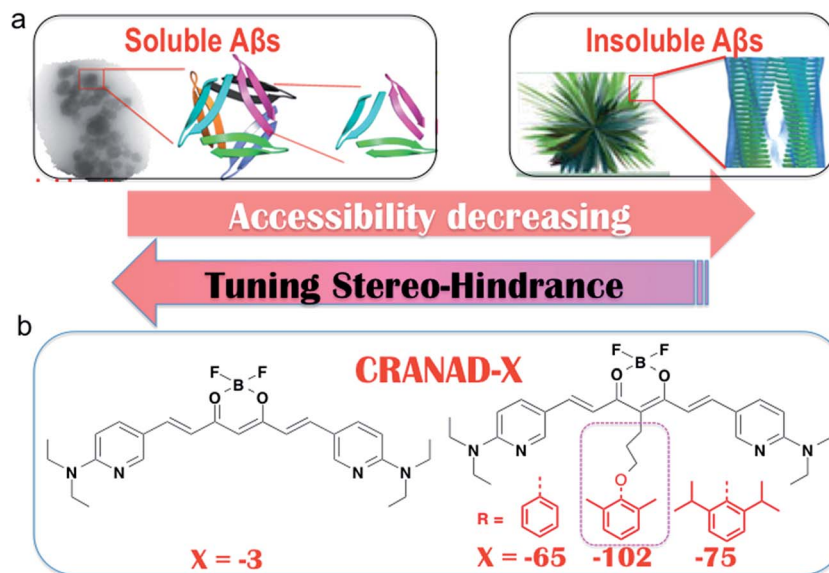 a
Soluble Aβs
Insoluble Aβs
Accessibility decreasing
Tuning Stereo-Hindrance
b
CRANAD-X
F F
B
O O
N N
N N
F F
B
O O
N N
N N
O
R =
X = -3
X = -65 -102 -75